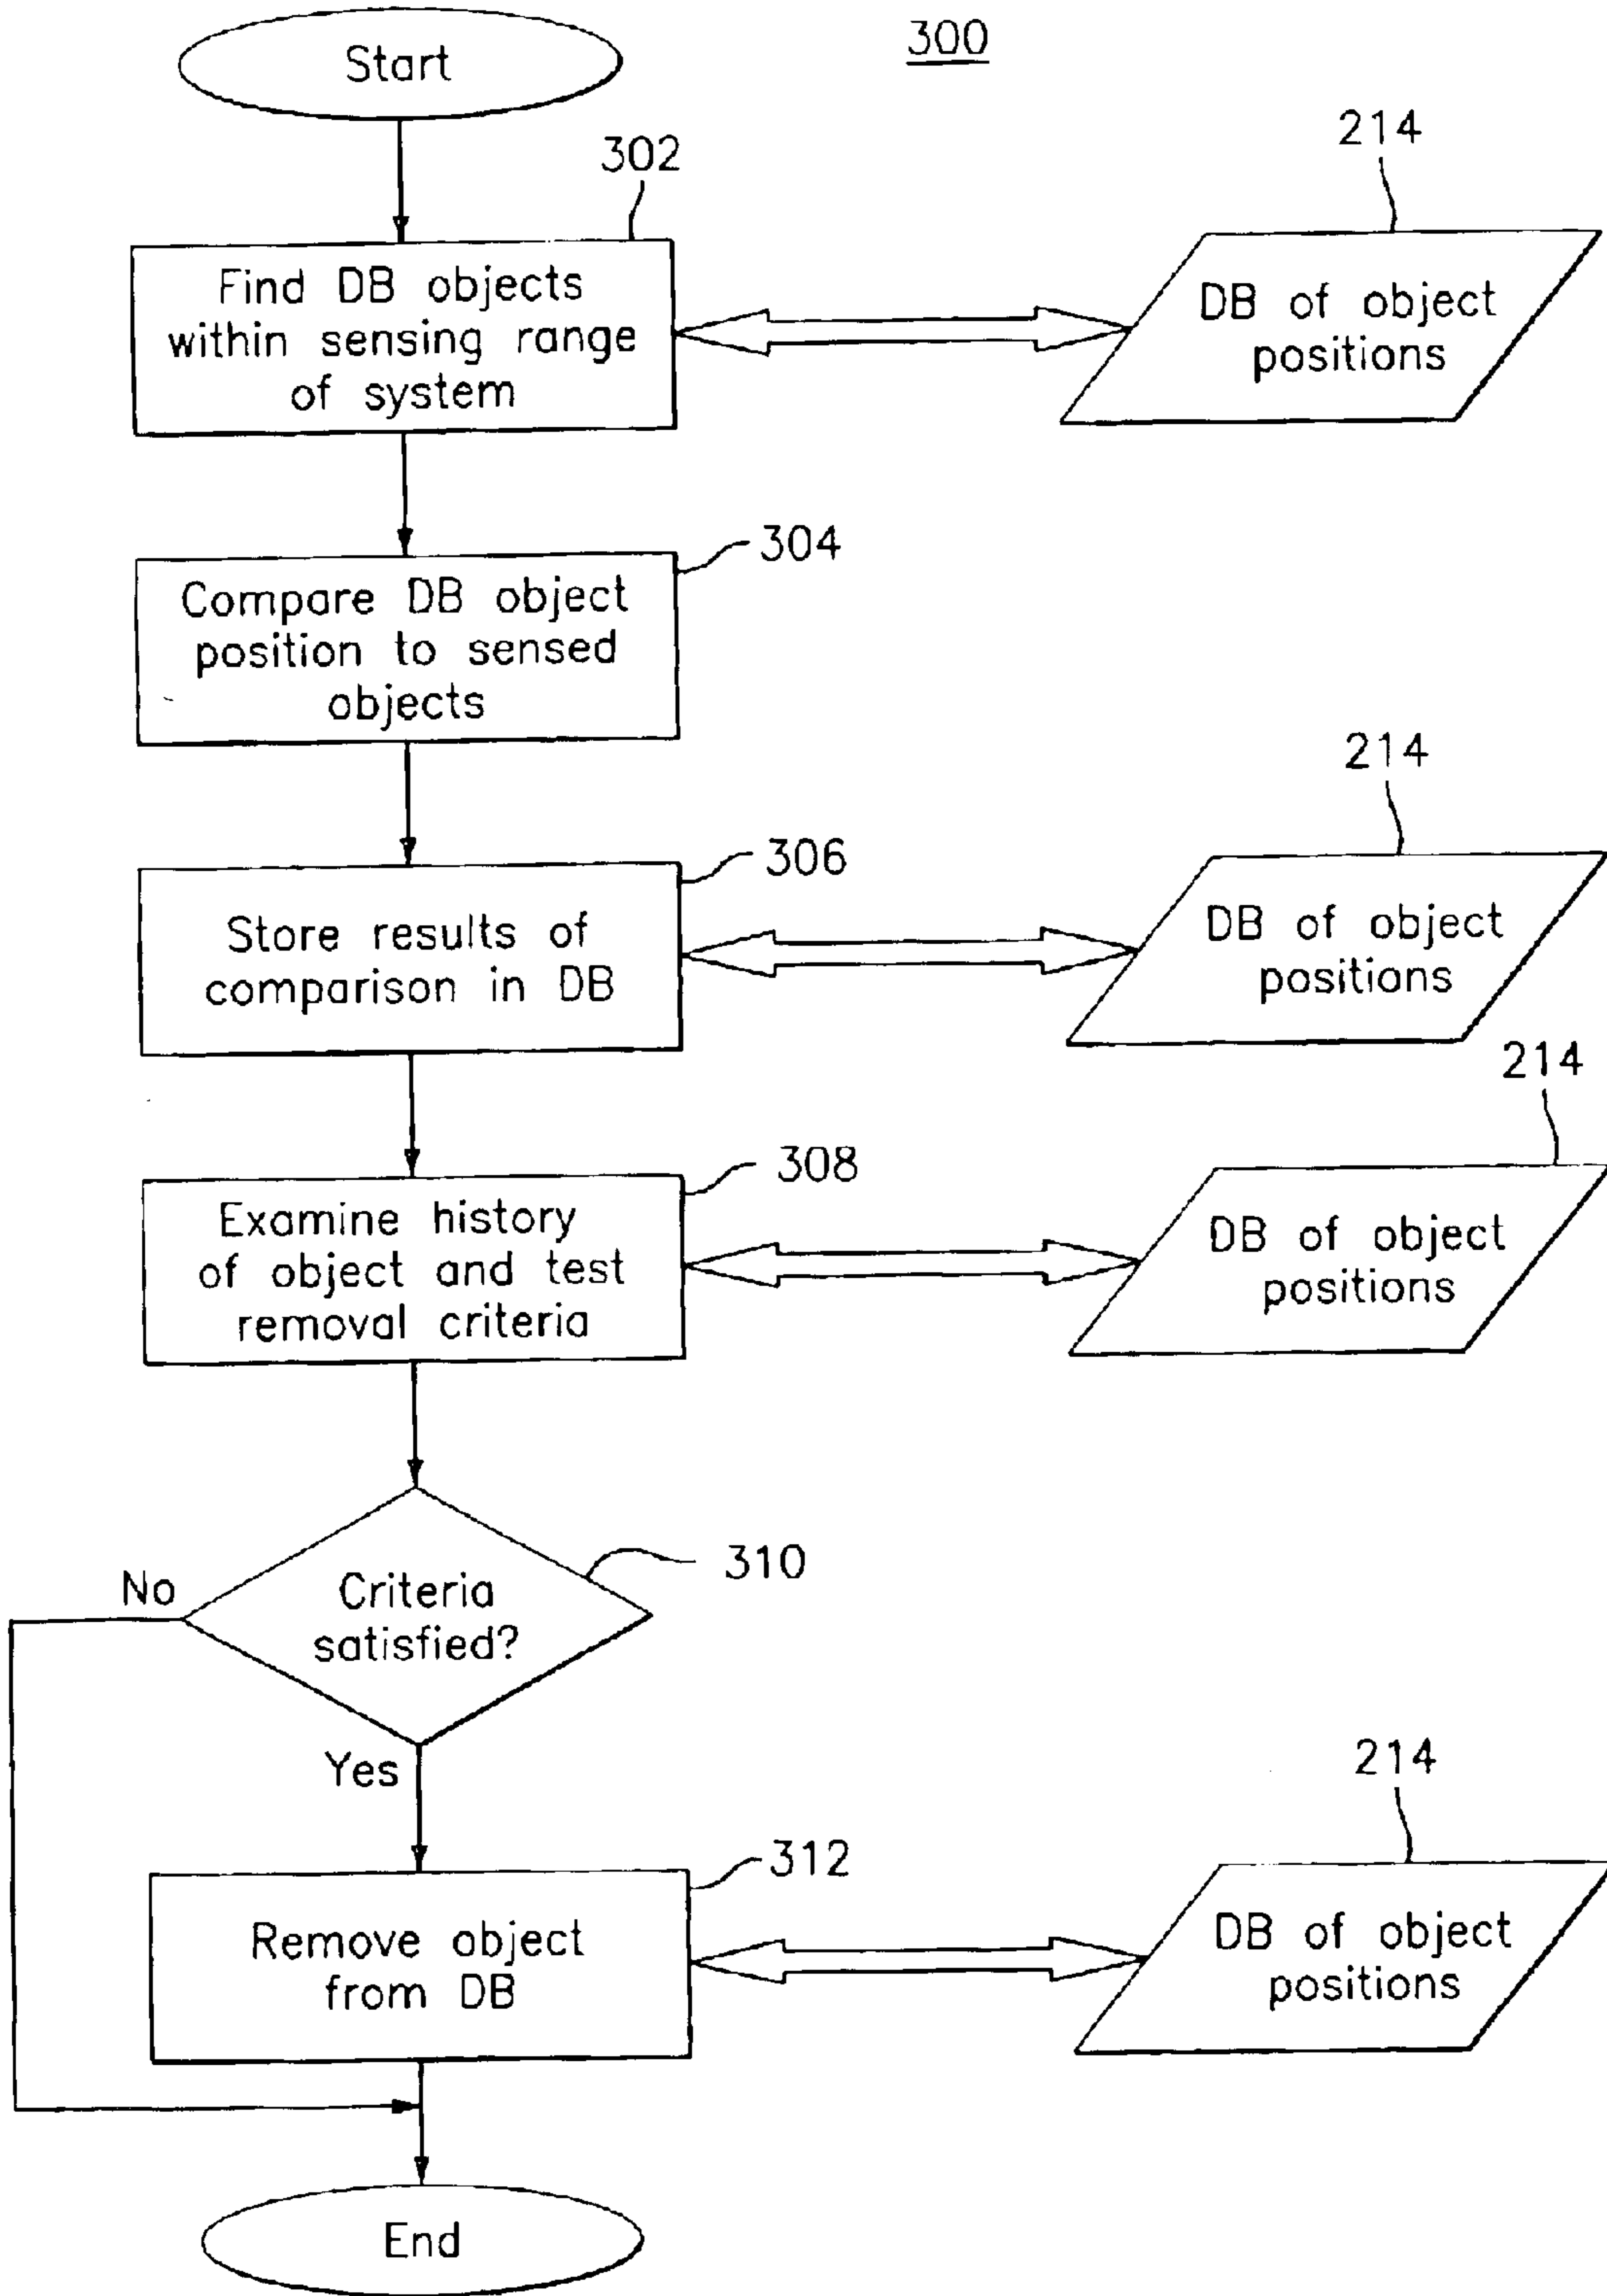 300
Start
302
214
Find DB objects
within sensing range
of system
DB of object
positions
304
Compare DB object
position to sensed
objects
214
306
Store results of
comparison in DB
DB of object
positions
214
308
Examine history
of object and test
removal criteria
DB of object
positions
310
No
Criteria
satisfied?
Yes
214
312
Remove object
from DB
DB of object
positions
End